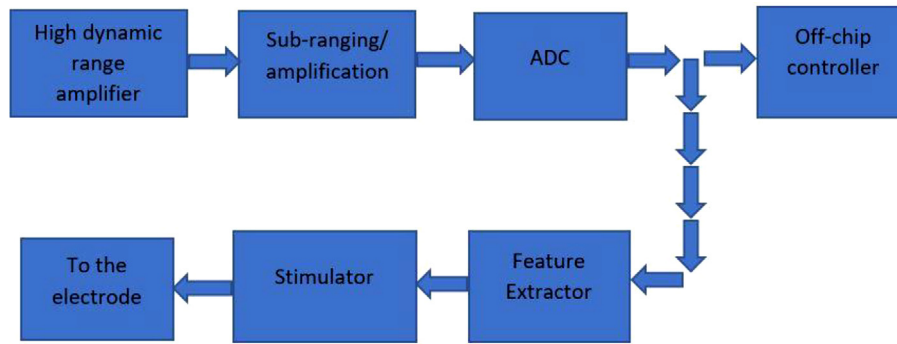 High dynamic
range
amplifier
Sub-ranging/
amplification
ADC
Off-chip
controller
To the
electrode
Stimulator
Feature
Extractor